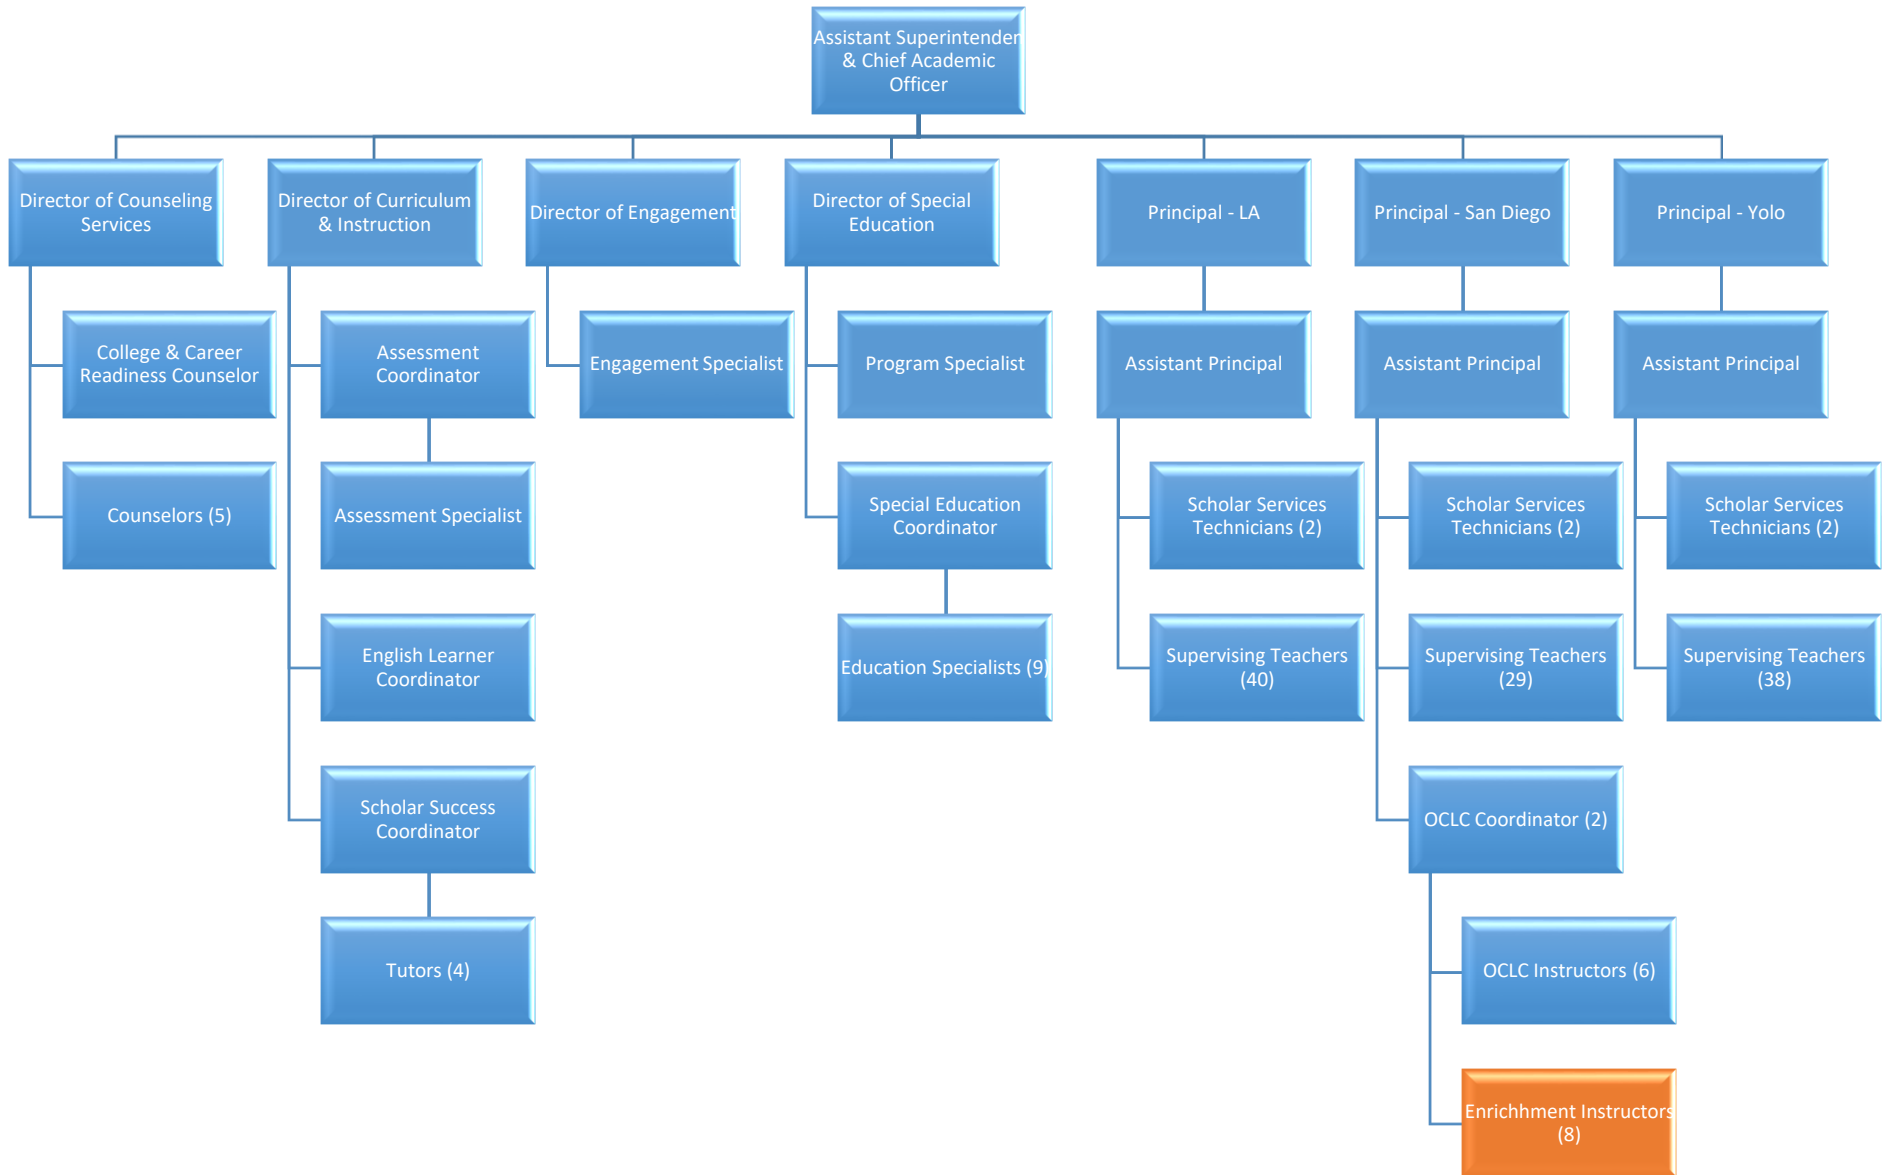 Assistant Superintender
& Chief Academic
Officer
Director of Counseling
Services
Director of Curriculum
& Instruction
Director of Engagement
Director of Special
Education
Principal - LA
Principal - San Diego
Principal - Yolo
College & Career
Readiness Counselor
Assessment
Coordinator
Engagement Specialist
Program Specialist
Assistant Principal
Assistant Principal
Assistant Principal
Counselors (5)
Assessment Specialist
Special Education
Coordinator
Scholar Services
Technicians (2)
Scholar Services
Technicians (2)
Scholar Services
Technicians (2)
English Learner
Coordinator
Education Specialists (9)
Supervising Teachers
(40)
Supervising Teachers
(29)
Supervising Teachers
(38)
Scholar Success
Coordinator
OCLC Coordinator (2)
Tutors (4)
OCLC Instructors (6)
Enrichhment Instructors
(8)